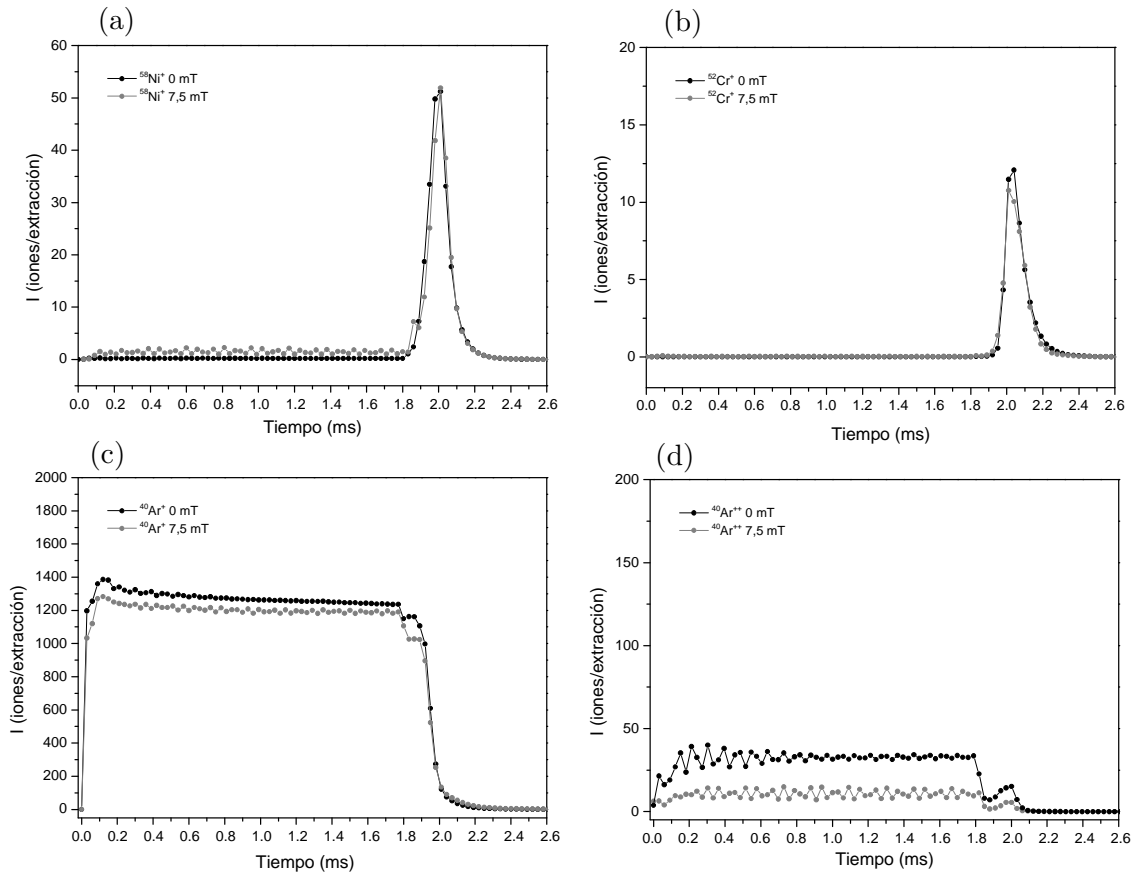 (a)
60
50
40
30
20
10
0
I (iones/extracción)
⁵⁸Ni⁺ 0 mT
⁵⁸Ni⁺ 7,5 mT
0.0 0.2 0.4 0.6 0.8 1.0 1.2 1.4 1.6 1.8 2.0 2.2 2.4 2.6
Tiempo (ms)
(b)
20
15
10
5
0
I (iones/extracción)
⁵²Cr⁺ 0 mT
⁵²Cr⁺ 7,5 mT
0.0 0.2 0.4 0.6 0.8 1.0 1.2 1.4 1.6 1.8 2.0 2.2 2.4 2.6
Tiempo (ms)
(c)
2000
1800
1600
1400
1200
1000
800
600
400
200
0
I (iones/extracción)
⁴⁰Ar⁺ 0 mT
⁴⁰Ar⁺ 7,5 mT
0.0 0.2 0.4 0.6 0.8 1.0 1.2 1.4 1.6 1.8 2.0 2.2 2.4 2.6
Tiempo (ms)
(d)
200
175
150
125
100
75
50
25
0
I (iones/extracción)
⁴⁰Ar⁺⁺ 0 mT
⁴⁰Ar⁺⁺ 7,5 mT
0.0 0.2 0.4 0.6 0.8 1.0 1.2 1.4 1.6 1.8 2.0 2.2 2.4 2.6
Tiempo (ms)